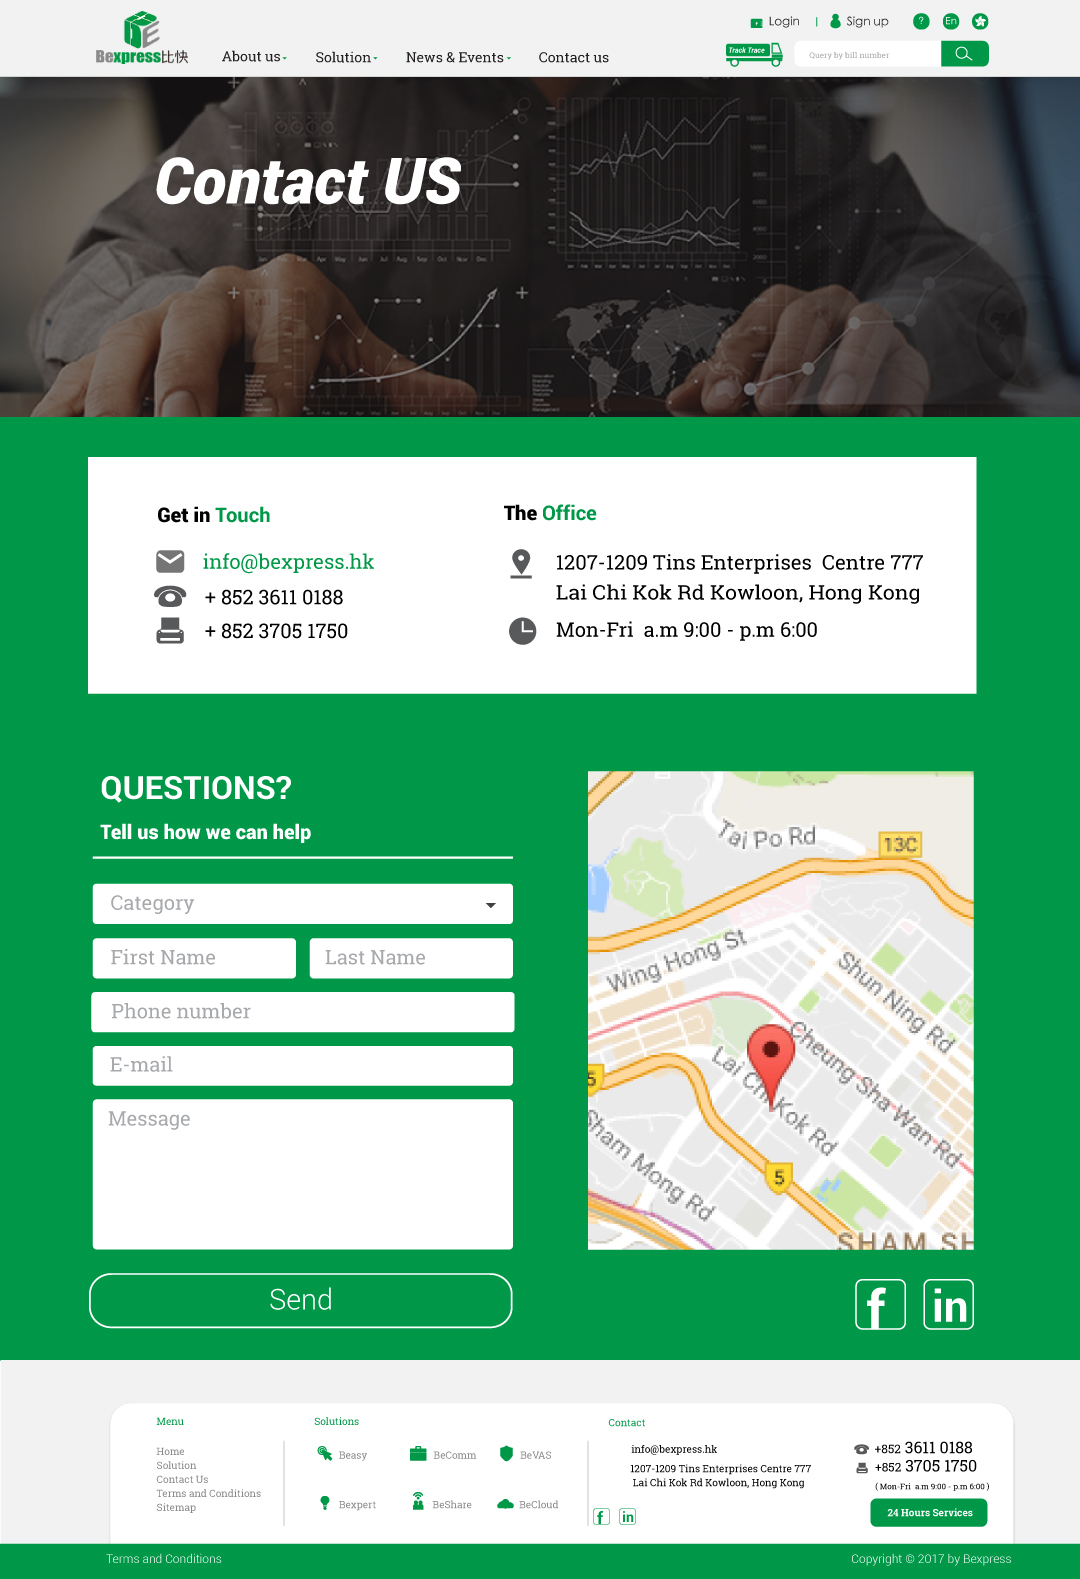 Login | Sign up ? En
Bexpress比快
About us
Solution
News & Events
Contact us
Track Trace
Query by bill number
Contact US
Get in Touch
info@bexpress.hk
+ 852 3611 0188
+ 852 3705 1750
The Office
1207-1209 Tins Enterprises Centre 777
Lai Chi Kok Rd Kowloon, Hong Kong
Mon-Fri a.m 9:00 - p.m 6:00
QUESTIONS?
Tell us how we can help
Category
First Name
Last Name
Phone number
E-mail
Message
Send
Tai Po Rd
13C
Wing Hong St
Shun Ning Rd
Cheung Sha Wan Rd
Lai Chi Kok Rd
5
Sham Mong Rd
5
SHAM SH
f
in
Menu
Home
Solution
Contact Us
Terms and Conditions
Sitemap
Solutions
Beasy
BeComm
BeVAS
Bexpert
BeShare
BeCloud
Contact
info@bexpress.hk
1207-1209 Tins Enterprises Centre 777
Lai Chi Kok Rd Kowloon, Hong Kong
f
in
+852 3611 0188
+852 3705 1750
( Mon-Fri a.m 9:00 - p.m 6:00 )
24 Hours Services
Terms and Conditions
Copyright © 2017 by Bexpress